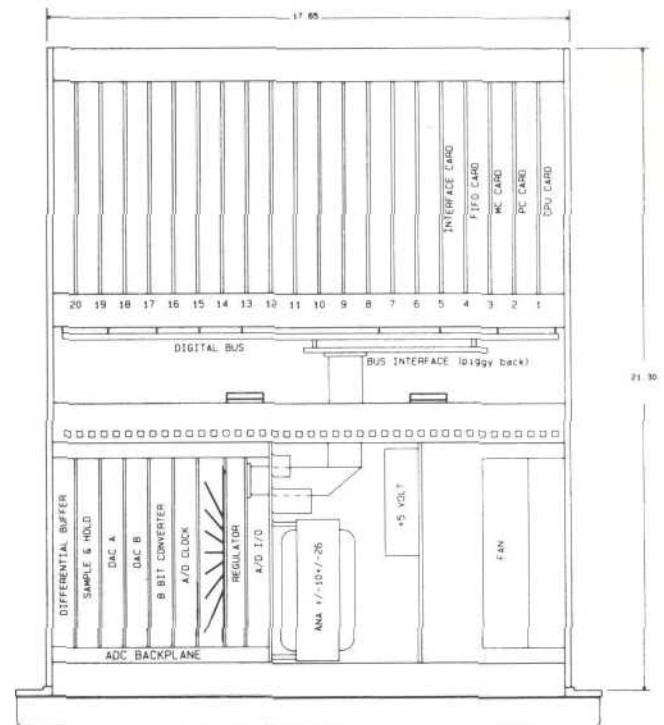 17.65
INTERFACE CARD
FIFO CARD
MC CARD
PC CARD
CPU CARD
20 19 18 17 16 15 14 13 12 11 10 9 8 7 6 5 4 3 2 1
DIGITAL BUS
BUS INTERFACE (piggy back)
21.30
DIFFERENTIAL BUFFER
SAMPLE & HOLD
DAC A
DAC B
8 BIT CONVERTER
A/D CLOCK
REGULATOR
A/D I/O
ANA +/-10+/-26
+5 VOLT
FAN
ADC BACKPLANE